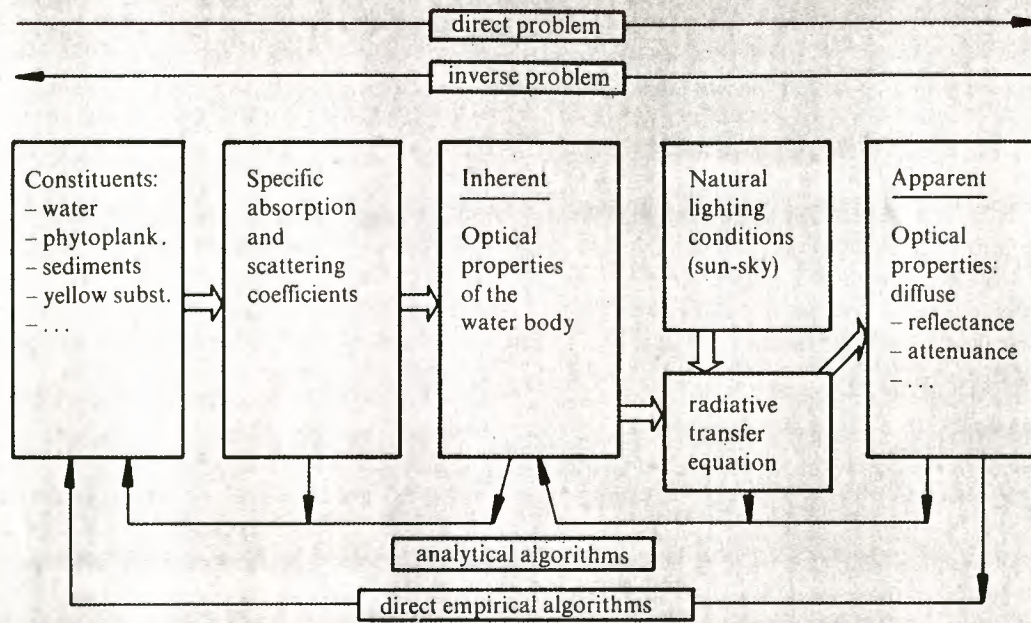 direct problem
inverse problem
Constituents:
– water
– phytoplank.
– sediments
– yellow subst.
– ...
Specific
absorption
and
scattering
coefficients
Inherent
Optical
properties
of the
water body
Natural
lighting
conditions
(sun-sky)
radiative
transfer
equation
Apparent
Optical
properties:
diffuse
– reflectance
– attenuance
– ...
analytical algorithms
direct empirical algorithms